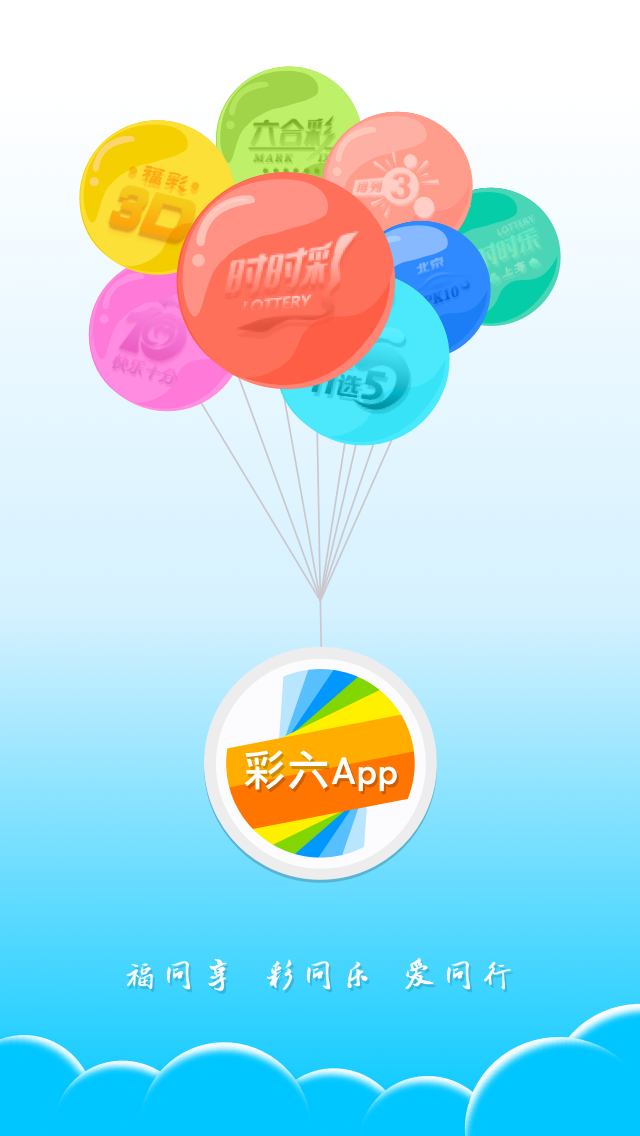 六合彩
MARK
福彩
3D
排列3
时时彩
LOTTERY
LOTTERY
时时乐
上海
北京
PK10
10
快乐十分
11选5
彩六App
福同享 彩同乐 爱同行